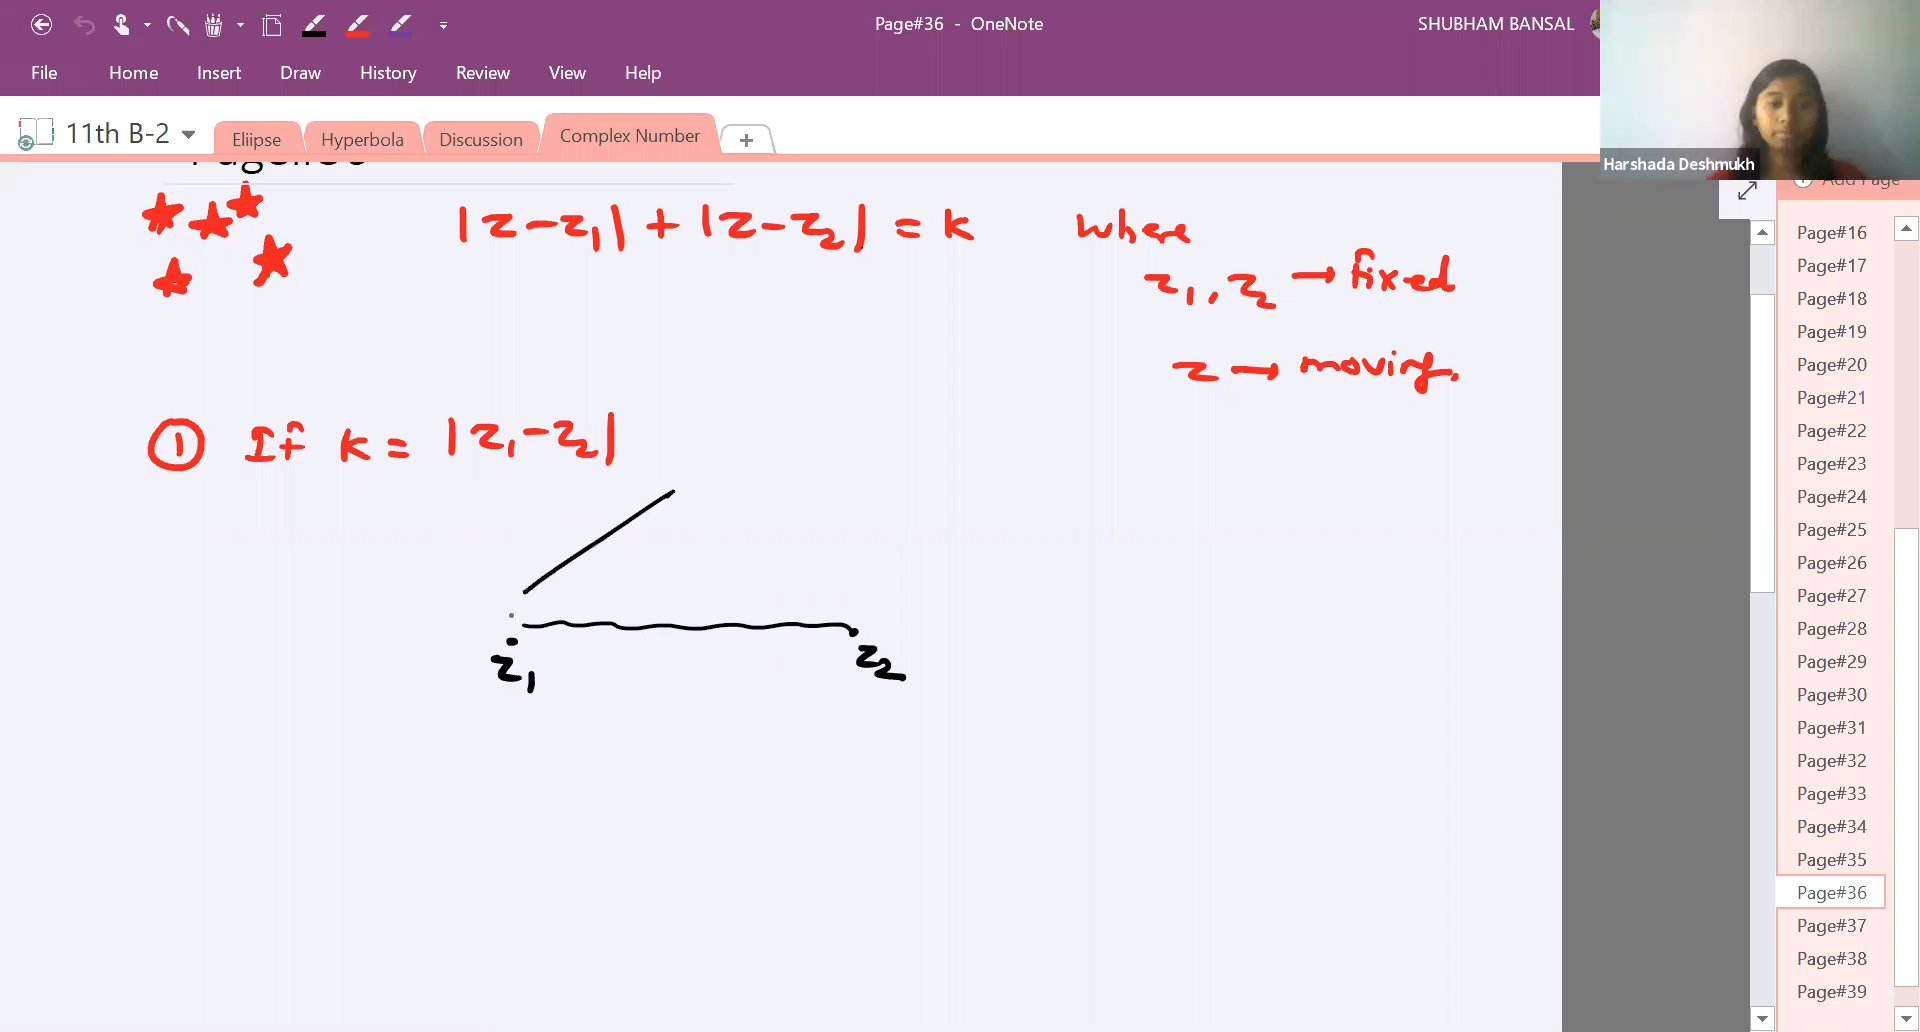 Page#36 - OneNote
SHUBHAM BANSAL
File Home Insert Draw History Review View Help
11th B-2
Eliipse Hyperbola Discussion Complex Number +
Harshada Deshmukh
Add Page
|z-z₁| + |z-z₂| = k where
z₁, z₂ → fixed
z → moving.
① If k = |z₁-z₂|
z₁ z₂
Page#16
Page#17
Page#18
Page#19
Page#20
Page#21
Page#22
Page#23
Page#24
Page#25
Page#26
Page#27
Page#28
Page#29
Page#30
Page#31
Page#32
Page#33
Page#34
Page#35
Page#36
Page#37
Page#38
Page#39